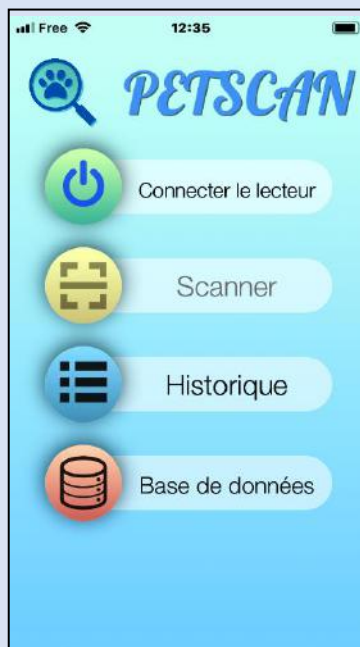 Free 12:35
PETSCAN
Connecter le lecteur
Scanner
Historique
Base de données